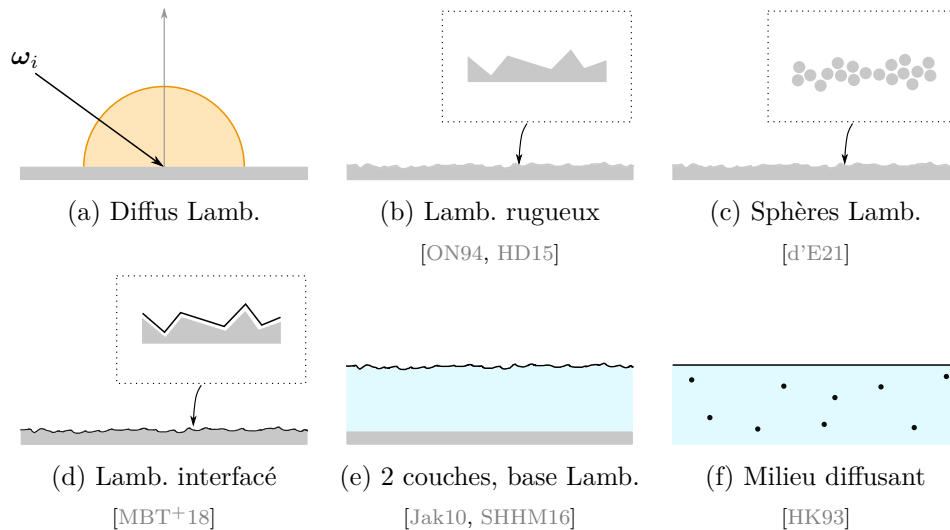 ωi
(a) Diffus Lamb.
(b) Lamb. rugueux
[ON94, HD15]
(c) Sphères Lamb.
[d'E21]
(d) Lamb. interfacé
[MBT+18]
(e) 2 couches, base Lamb.
[Jak10, SHHM16]
(f) Milieu diffusant
[HK93]